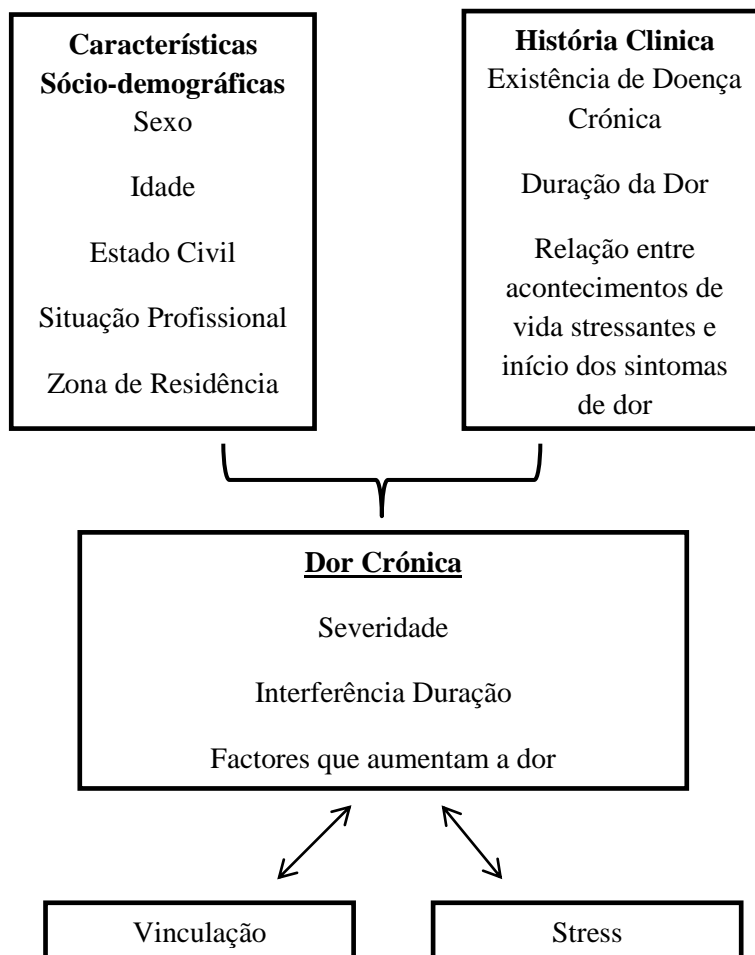 Características
Sócio-demográficas
Sexo
Idade
Estado Civil
Situação Profissional
Zona de Residência
História Clinica
Existência de Doença
Crónica
Duração da Dor
Relação entre
acontecimentos de
vida stressantes e
início dos sintomas
de dor
Dor Crónica
Severidade
Interferência Duração
Factores que aumentam a dor
Vinculação
Stress